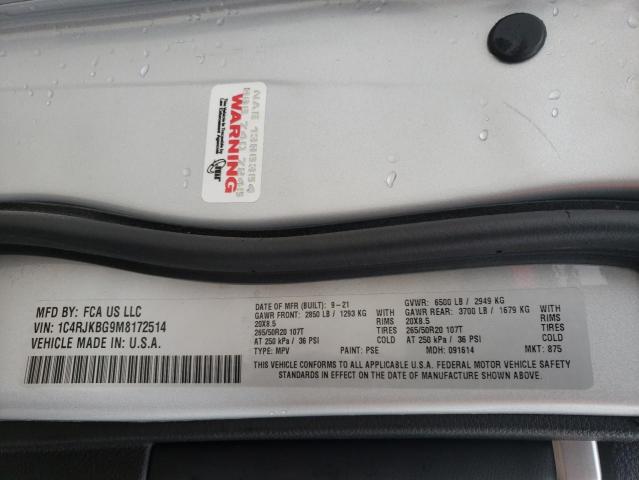 WARNING
MFD BY: FCA US LLC
VIN: 1C4RJKBG9M8172514
VEHICLE MADE IN: U.S.A.
DATE OF MFR (BUILT): 9-21
GAWR FRONT: 2850 LB / 1293 KG WITH
20X8.5 RIMS
265/50R20 107T TIRES
AT 250 kPa / 36 PSI
TYPE: MPV PAINT: PSE
GVWR: 6500 LB / 2949 KG
GAWR REAR: 3700 LB / 1679 KG WITH
20X8.5 RIMS
265/50R20 107T TIRES
AT 250 kPa / 36 PSI
MDH: 091614 MKT: 875
THIS VEHICLE CONFORMS TO ALL APPLICABLE U.S.A. FEDERAL MOTOR VEHICLE SAFETY
STANDARDS IN EFFECT ON THE DATE OF MANUFACTURE SHOWN ABOVE.